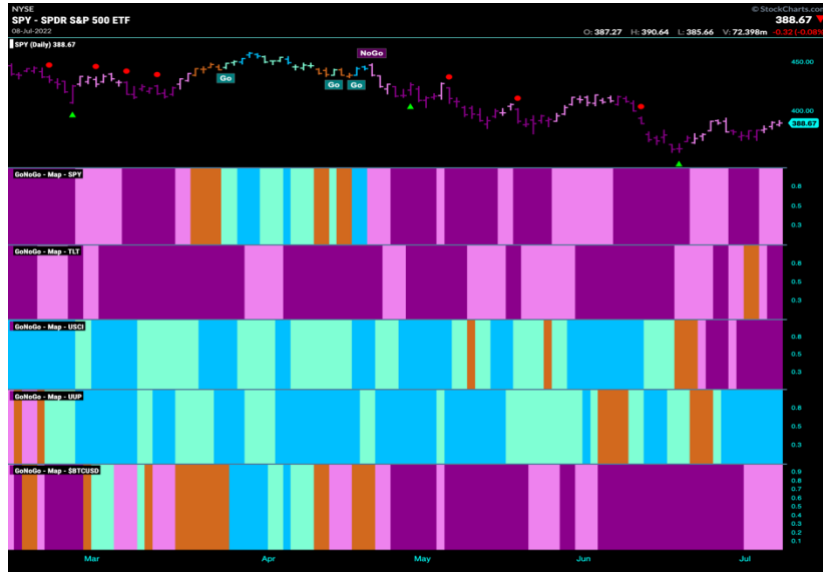 NYSE
© StockCharts.com
SPY - SPDR S&P 500 ETF
388.67
08-Jul-2022
O: 387.27 H: 390.64 L: 385.66 V: 72.398m -0.32 (-0.08%)
SPY (Daily) 388.67
NoGo
450.00
Go
Go
Go
400.00
388.67
GoNoGo - Map - SPY
0.8
0.5
0.3
GoNoGo - Map - TLT
0.8
0.5
0.3
GoNoGo - Map - USCI
0.8
0.5
0.3
GoNoGo - Map - UUP
0.8
0.5
0.3
GoNoGo - Map - $BTCUSD
0.9
0.8
0.7
0.6
0.5
0.4
0.3
0.2
0.1
Mar Apr May Jun Jul